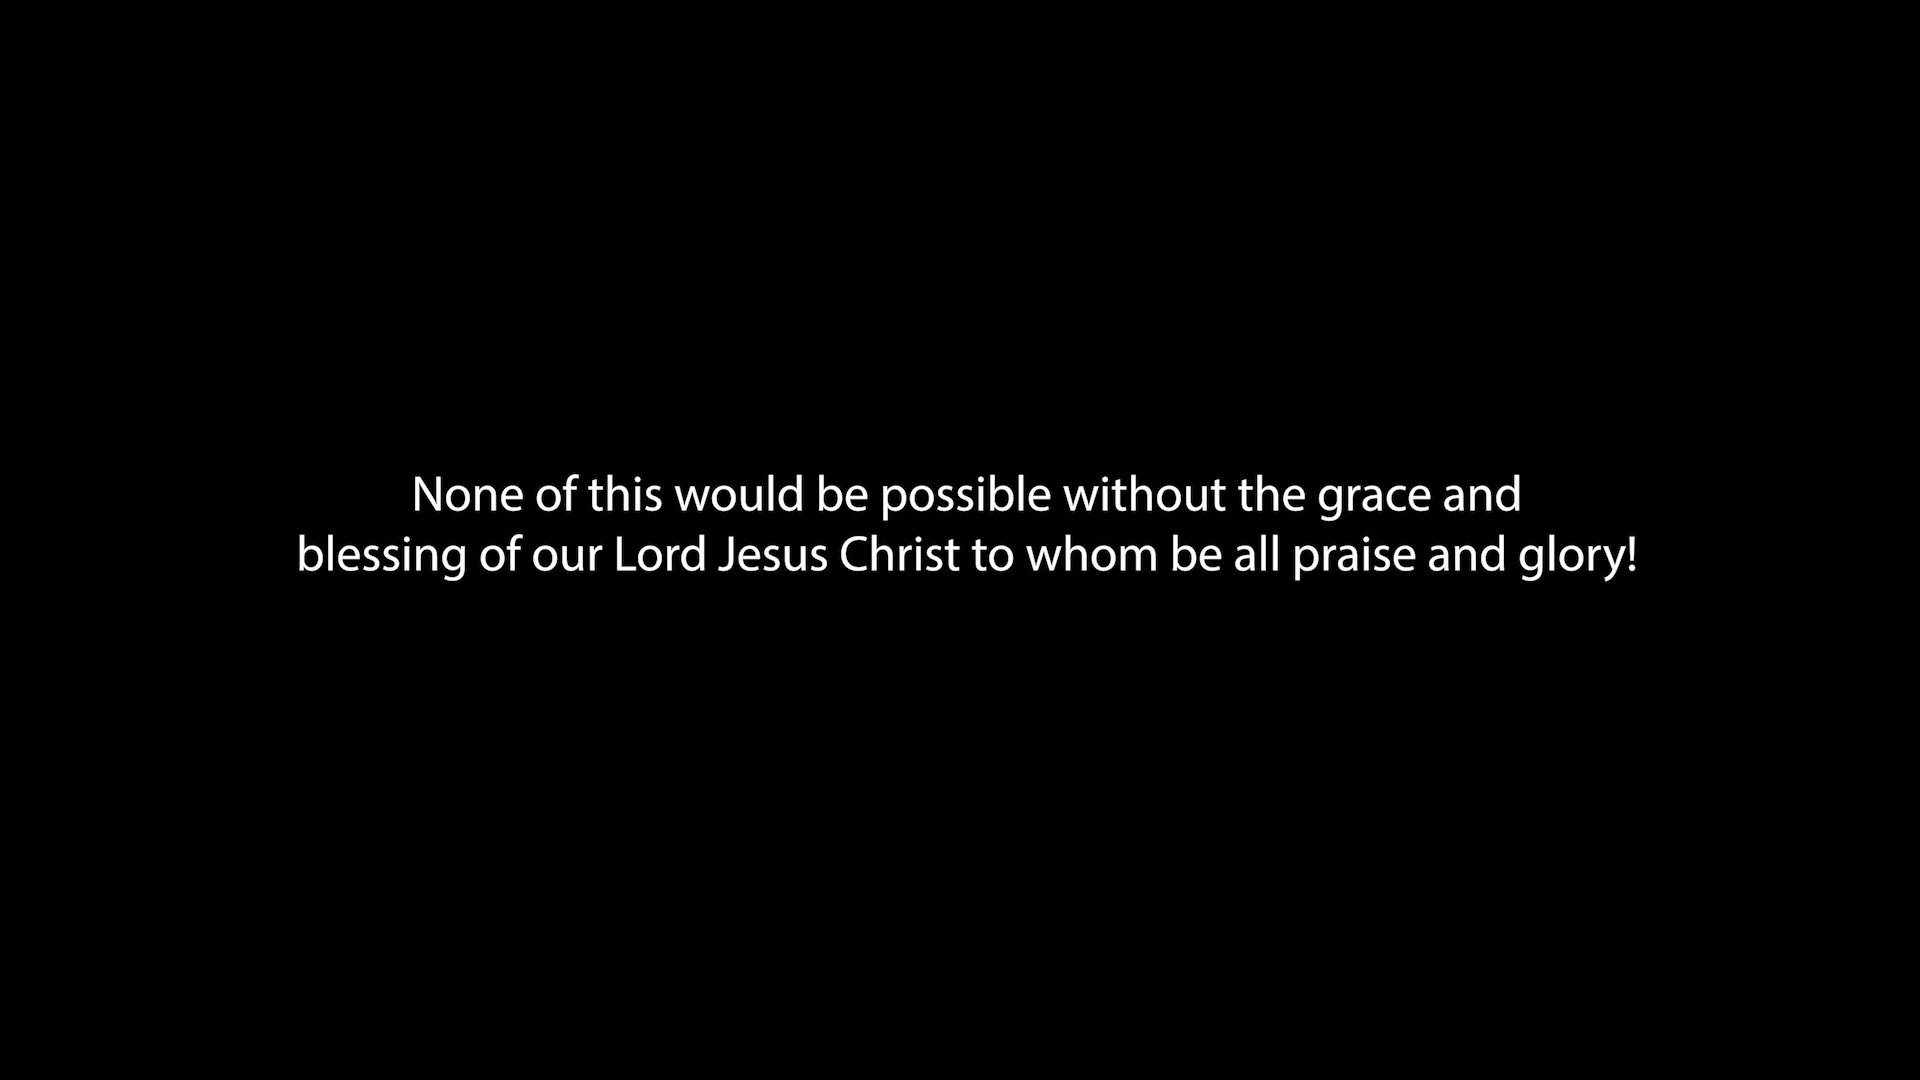 None of this would be possible without the grace and
blessing of our Lord Jesus Christ to whom be all praise and glory!